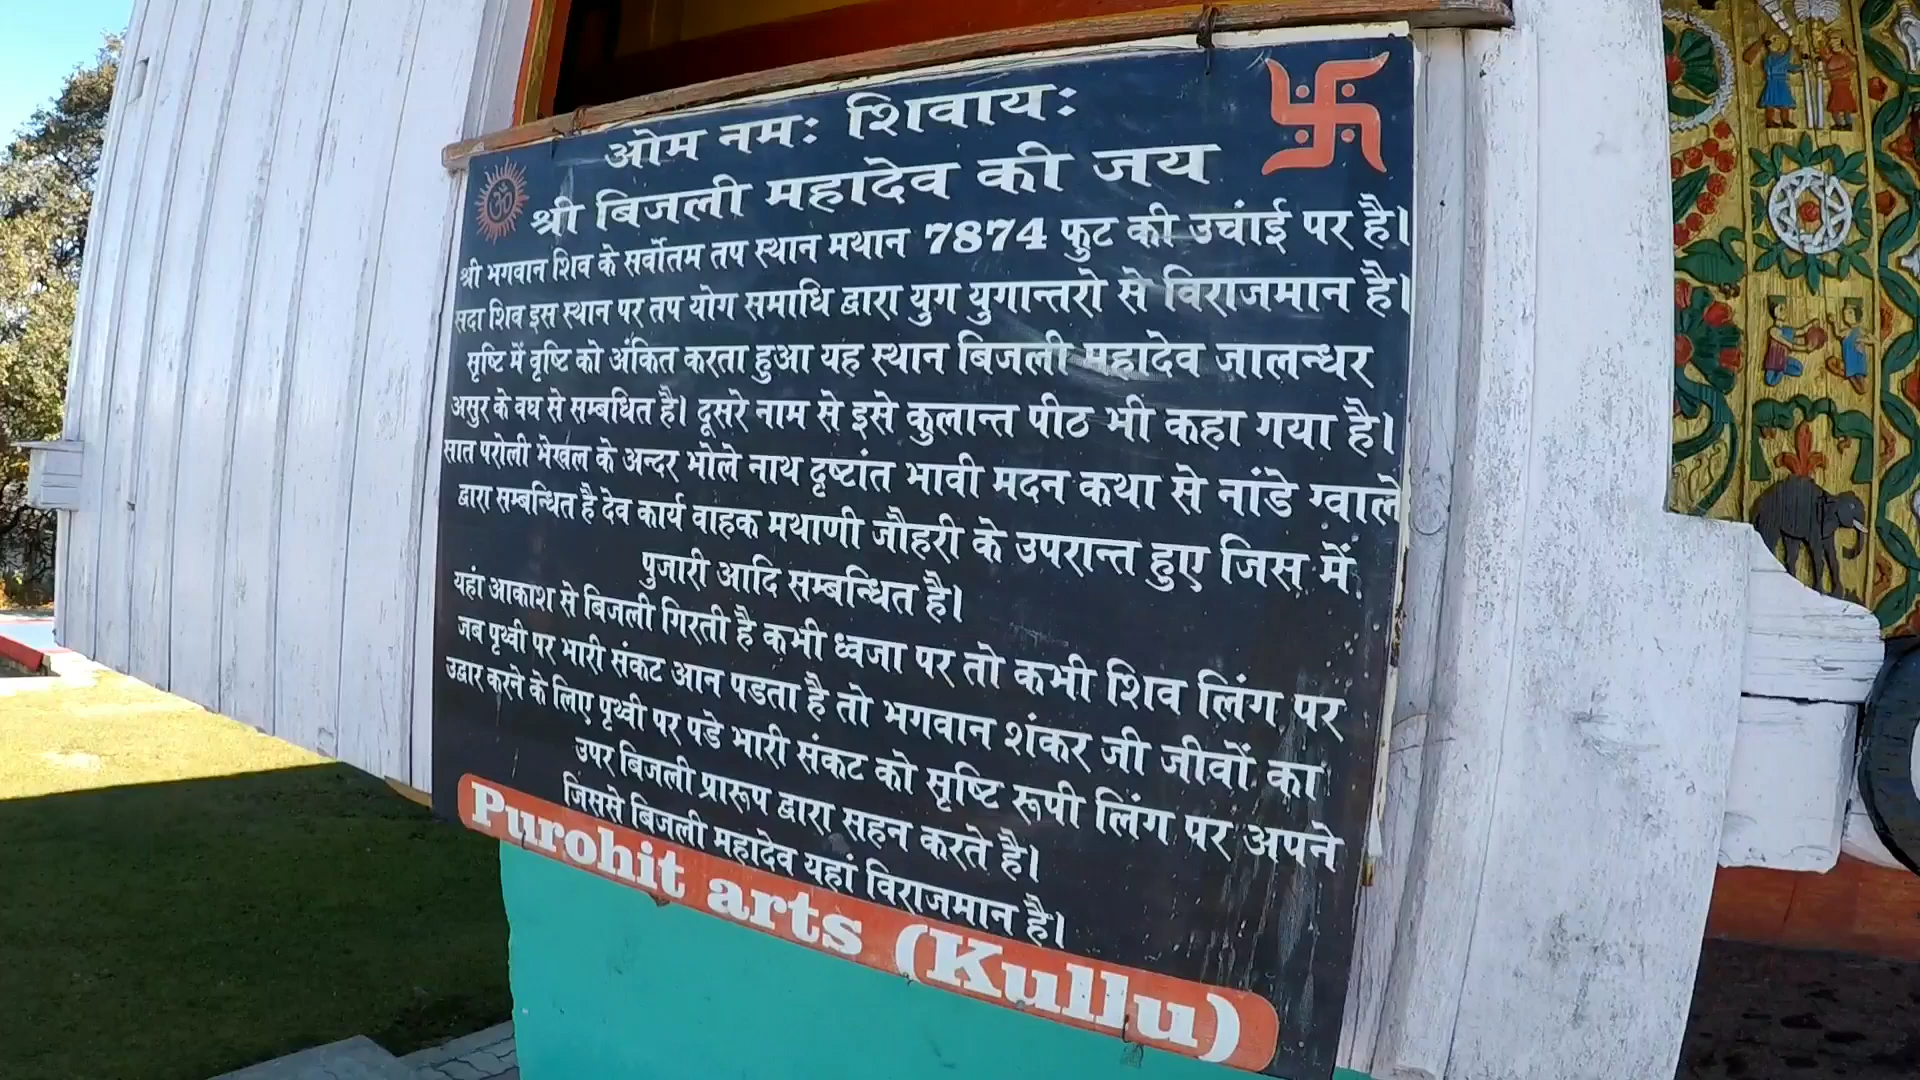 ओम नमः शिवायः
श्री बिजली महादेव की जय
श्री भगवान शिव के सर्वोतम तप स्थान मथान 7874 फुट की उचांई पर है।
सदा शिव इस स्थान पर तप योग समाधि द्वारा युग युगान्तरो से विराजमान है।
सृष्टि में वृष्टि को अंकित करता हुआ यह स्थान बिजली महादेव जालन्धर
असुर के वध से सम्बधित है। दूसरे नाम से इसे कुलान्त पीठ भी कहा गया है।
सात परोली भेखल के अन्दर भोले नाथ दृष्टांत भावी मदन कथा से नांडे ग्वाले
द्वारा सम्बन्धित है देव कार्य वाहक मथाणी जौहरी के उपरान्त हुए जिस में
पुजारी आदि सम्बन्धित है।
यहां आकाश से बिजली गिरती है कभी ध्वजा पर तो कभी शिव लिंग पर
जब पृथ्वी पर भारी संकट आन पडता है तो भगवान शंकर जी जीवों का
उद्वार करने के लिए पृथ्वी पर पडे भारी संकट को सृष्टि रूपी लिंग पर अपने
उपर बिजली प्रारूप द्वारा सहन करते है।
जिससे बिजली महादेव यहां विराजमान है।
Purohit arts (Kullu)